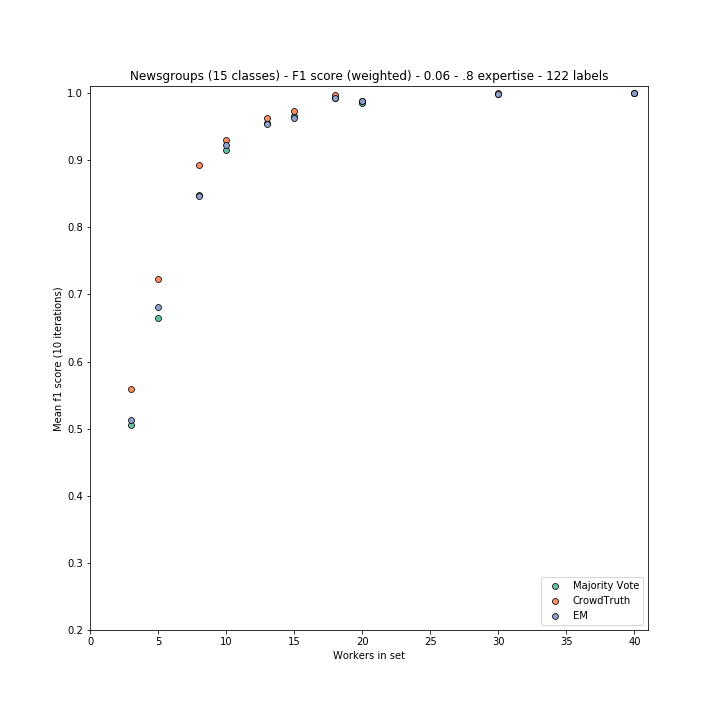 Newsgroups (15 classes) - F1 score (weighted) - 0.06 - .8 expertise - 122 labels
Mean f1 score (10 iterations)
1.0
0.9
0.8
0.7
0.6
0.5
0.4
0.3
0.2
Majority Vote
CrowdTruth
EM
0 5 10 15 20 25 30 35 40
Workers in set